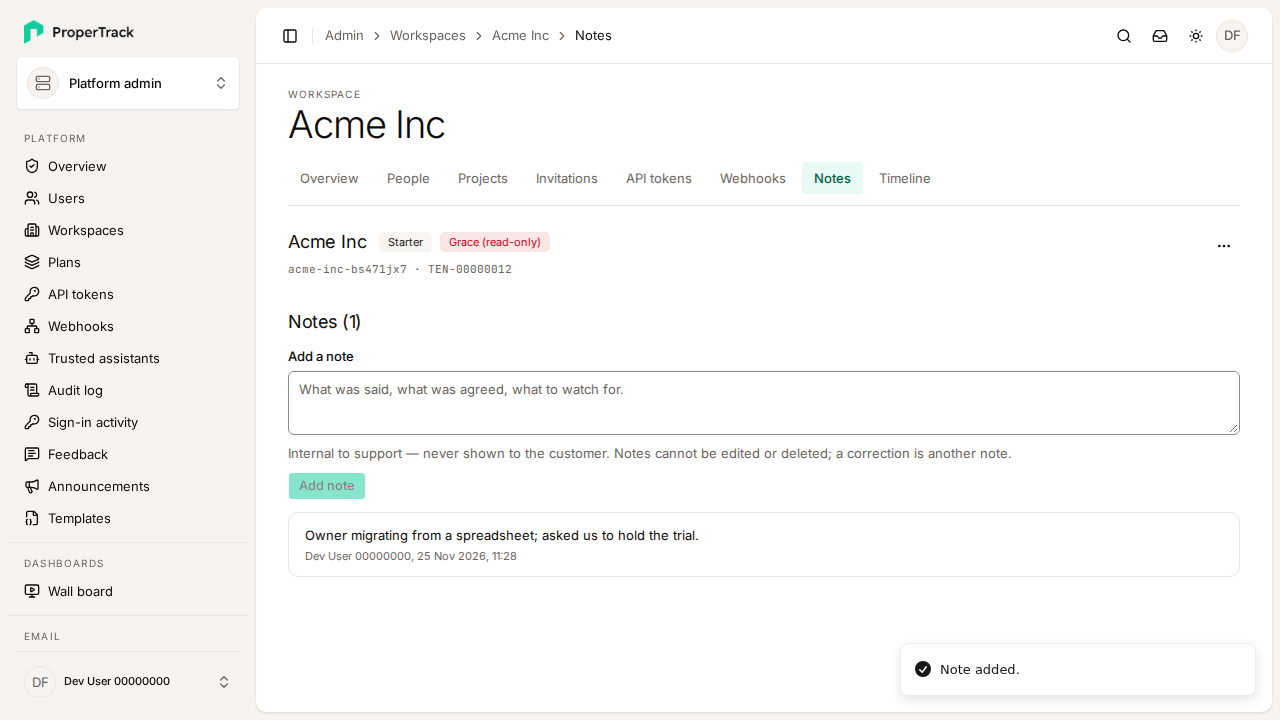 ProperTrack
Platform admin
PLATFORM
Overview
Users
Workspaces
Plans
API tokens
Webhooks
Trusted assistants
Audit log
Sign-in activity
Feedback
Announcements
Templates
DASHBOARDS
Wall board
EMAIL
DF Dev User 00000000
Admin > Workspaces > Acme Inc > Notes
DF
WORKSPACE
Acme Inc
Overview People Projects Invitations API tokens Webhooks Notes Timeline
Acme Inc Starter Grace (read-only)
acme-inc-bs471jx7 · TEN-00000012
Notes (1)
Add a note
What was said, what was agreed, what to watch for.
Internal to support — never shown to the customer. Notes cannot be edited or deleted; a correction is another note.
Add note
Owner migrating from a spreadsheet; asked us to hold the trial.
Dev User 00000000, 25 Nov 2026, 11:28
Note added.